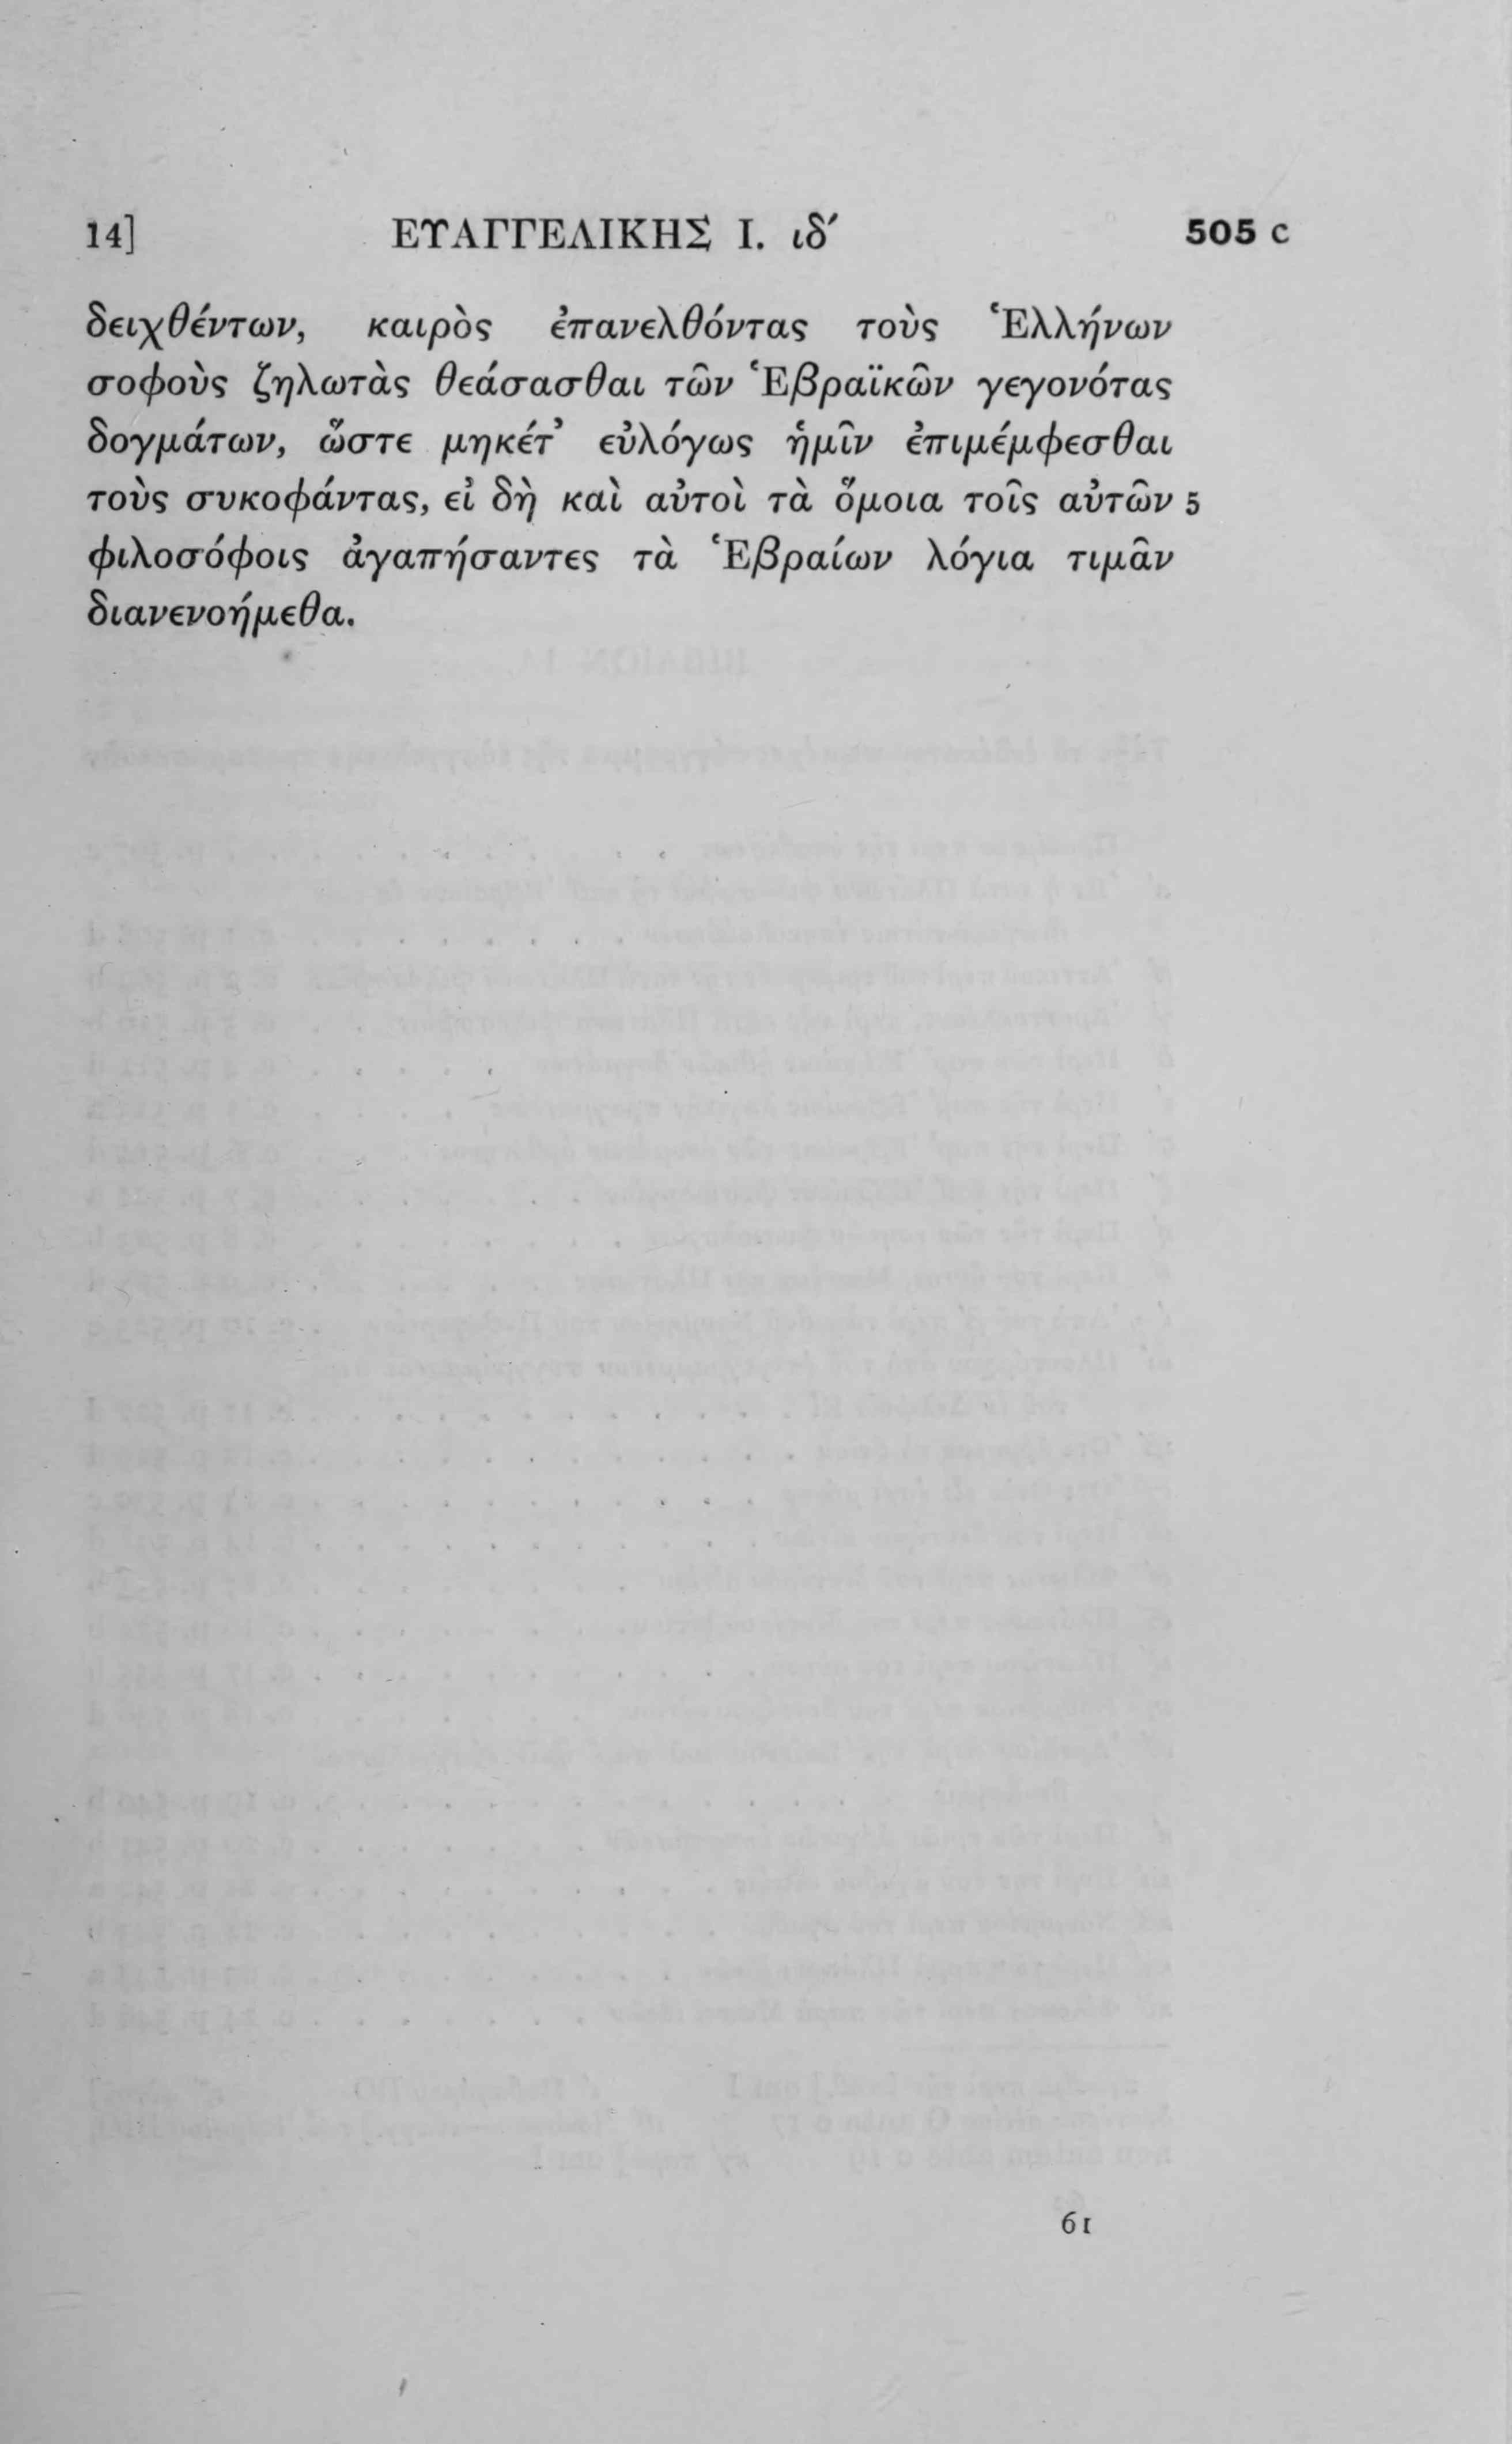 14] ΕΥΑΓΓΕΛΙΚΗΣ Ι. ιδ´ 505 c
δειχθέντων, καιρὸς ἐπανελθόντας τοὺς Ἑλλήνων
σοφοὺς ζηλωτὰς θεάσασθαι τῶν Ἑβραϊκῶν γεγονότας
δογμάτων, ὥστε μηκέτ’ εὐλόγως ἡμῖν ἐπιμέμφεσθαι
τοὺς συκοφάντας, εἰ δὴ καὶ αὐτοὶ τὰ ὅμοια τοῖς αὐτῶν 5
φιλοσόφοις ἀγαπήσαντες τὰ Ἑβραίων λόγια τιμᾶν
διανενοήμεθα.
61